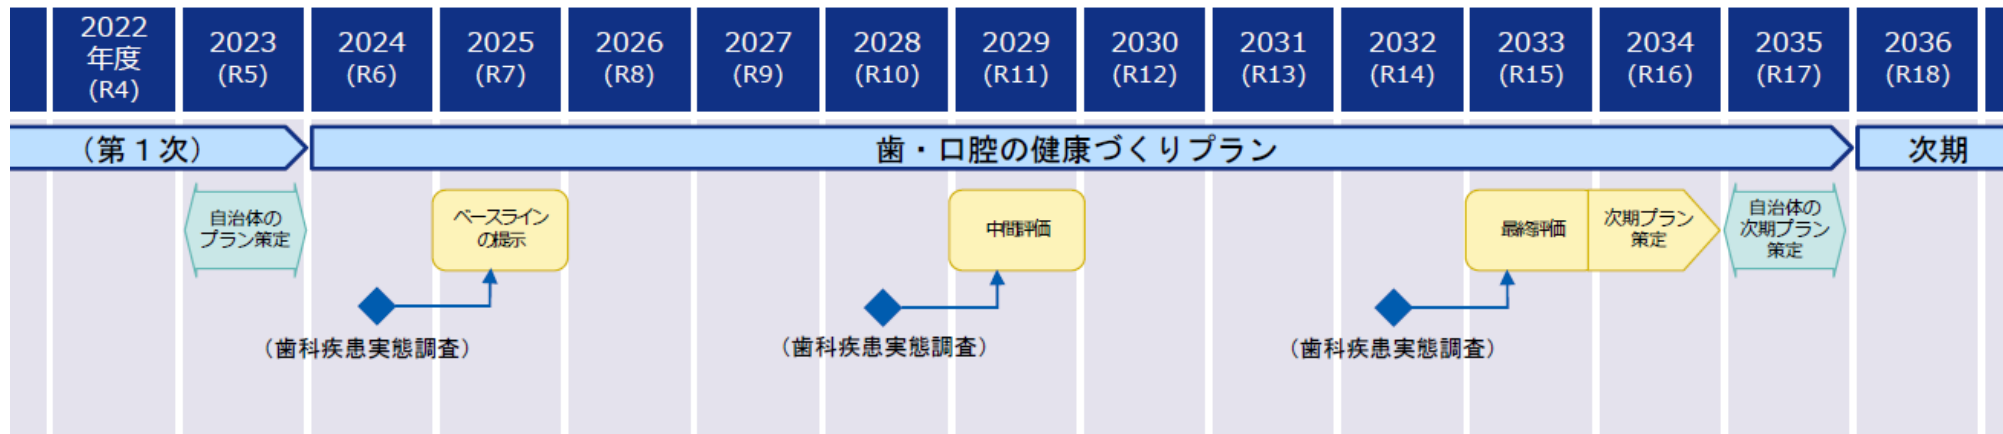 2022
年度
(R4)
2023
(R5)
2024
(R6)
2025
(R7)
2026
(R8)
2027
(R9)
2028
(R10)
2029
(R11)
2030
(R12)
2031
(R13)
2032
(R14)
2033
(R15)
2034
(R16)
2035
(R17)
2036
(R18)
(第1次)
歯・口腔の健康づくりプラン
次期
自治体の
プラン策定
ベースライン
の提示
中間評価
最終評価
次期プラン
策定
自治体の
次期プラン
策定
(歯科疾患実態調査)
(歯科疾患実態調査)
(歯科疾患実態調査)